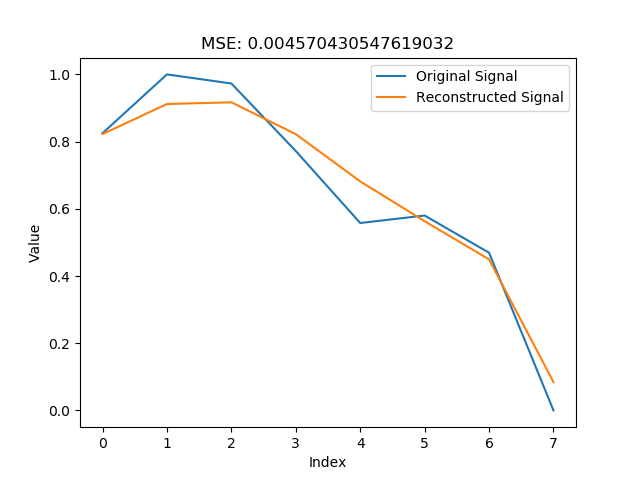 MSE: 0.004570430547619032
Original Signal
Reconstructed Signal
1.0
0.8
0.6
0.4
0.2
0.0
Value
0 1 2 3 4 5 6 7
Index